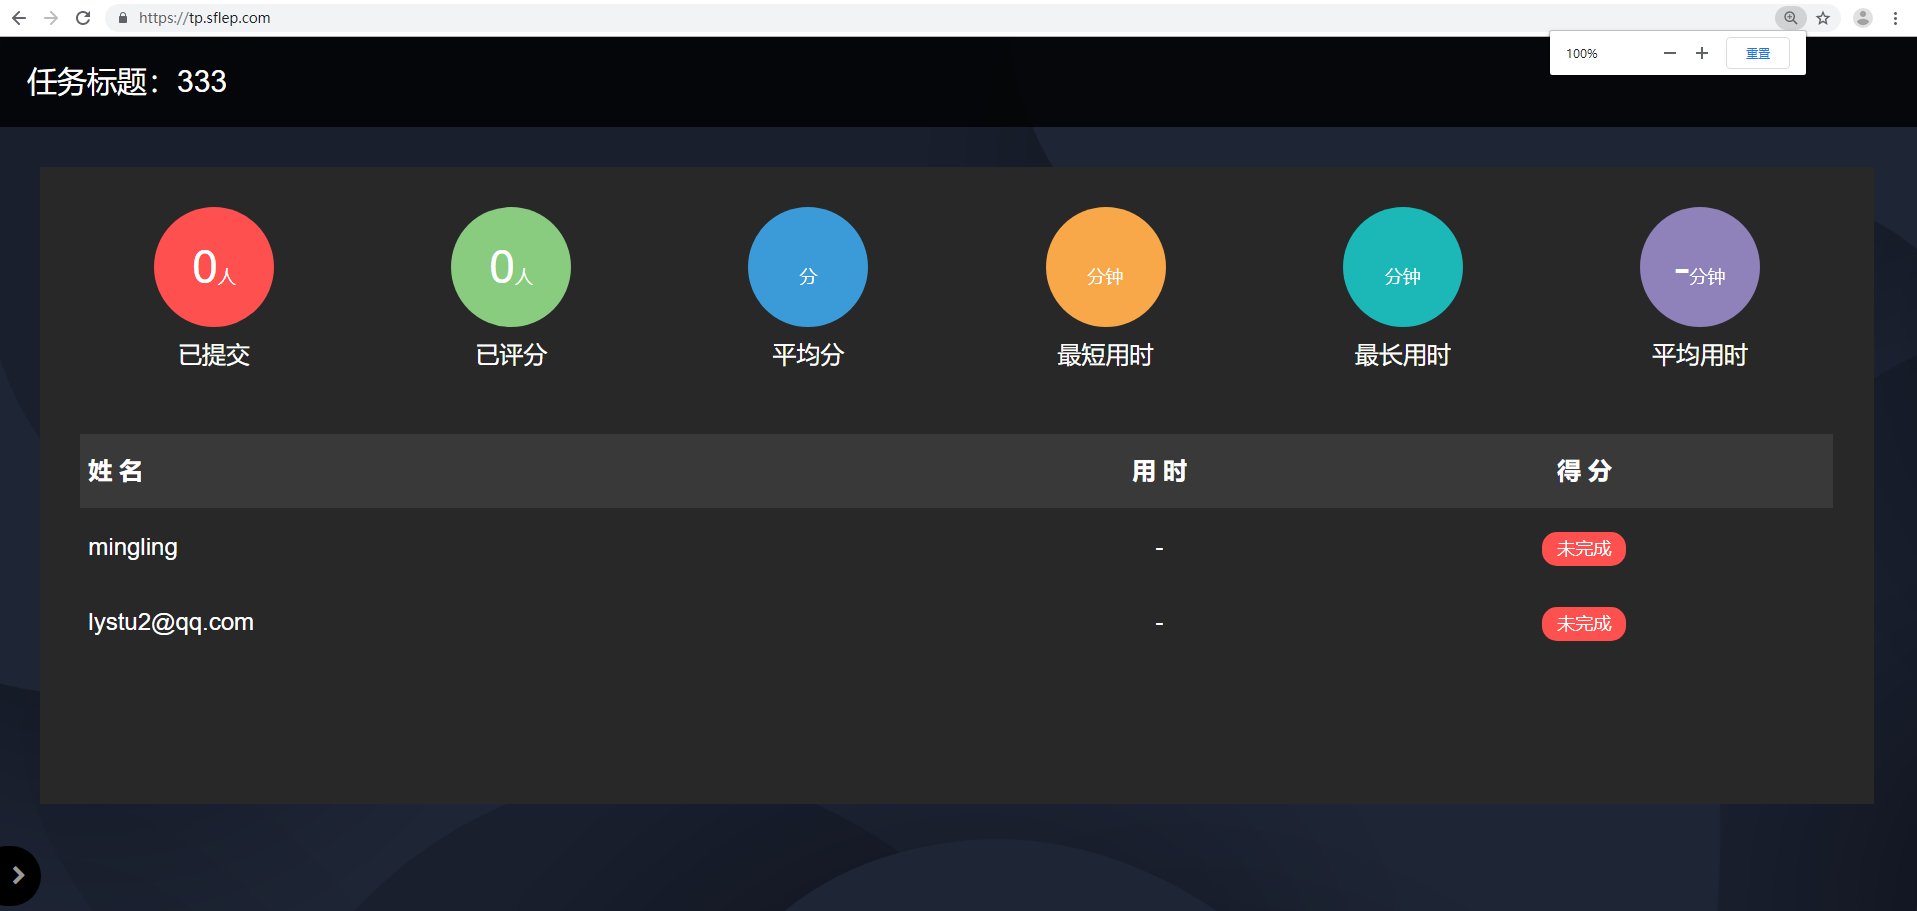 https://tp.sflep.com
100%
重置
任务标题：333
0人
0人
分
分钟
分钟
-分钟
已提交
已评分
平均分
最短用时
最长用时
平均用时
姓 名 用 时 得 分
mingling - 未完成
lystu2@qq.com - 未完成